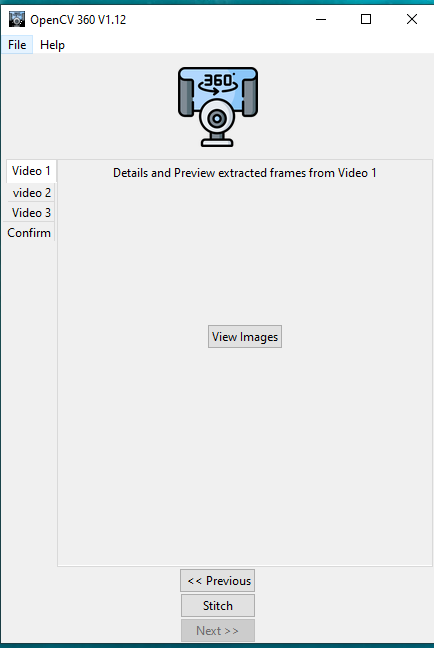 OpenCV 360 V1.12
File Help
360°
Video 1
Details and Preview extracted frames from Video 1
video 2
Video 3
Confirm
View Images
<< Previous
Stitch
Next >>